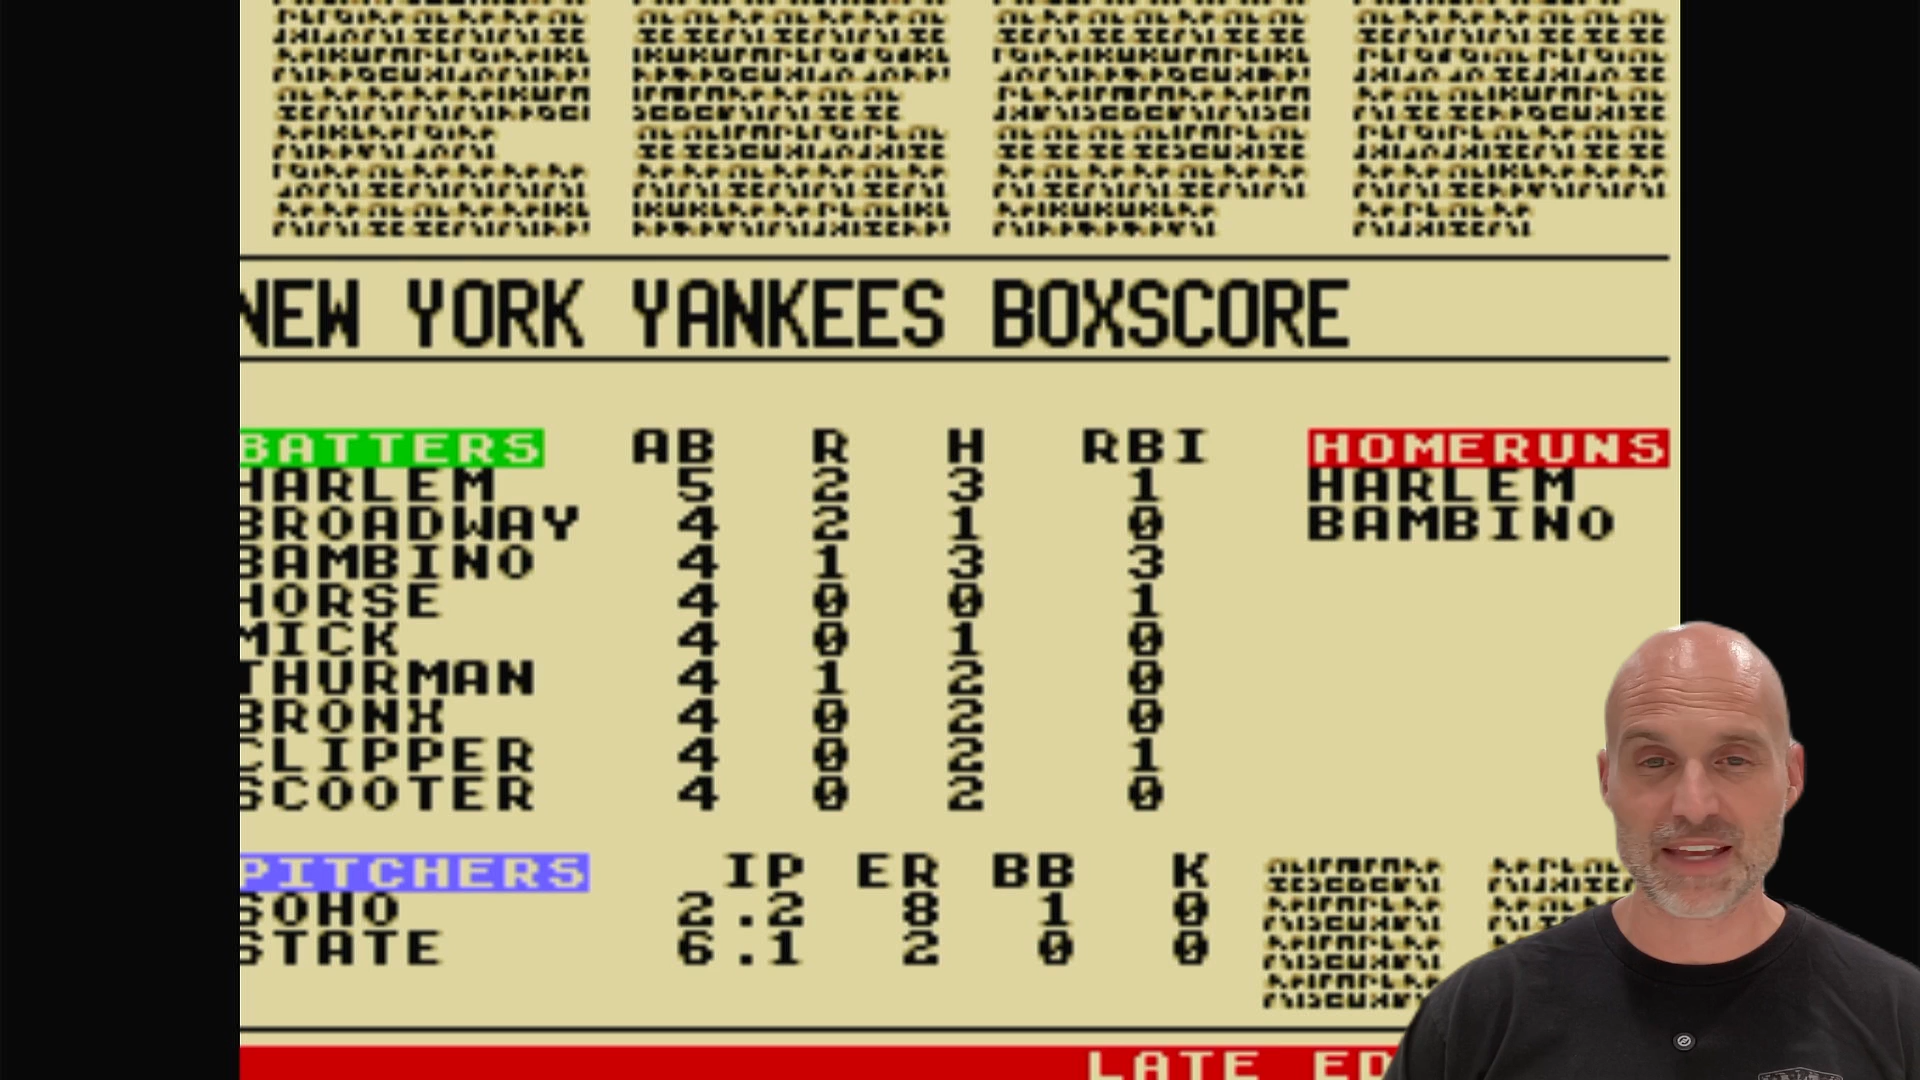 NEW YORK YANKEES BOXSCORE
BATTERS AB R H RBI HOMERUNS
HARLEM 5 2 3 1 HARLEM
BROADWAY 4 2 1 0 BAMBINO
BAMBINO 4 1 3 3
HORSE 4 0 0 1
MICK 4 0 1 0
THURMAN 4 1 2 0
BRONX 4 0 2 0
CLIPPER 4 0 2 1
SCOOTER 4 0 2 0
PITCHERS IP ER BB K
SOHO 2.2 8 1 0
STATE 6.1 2 0 0
LATE ED